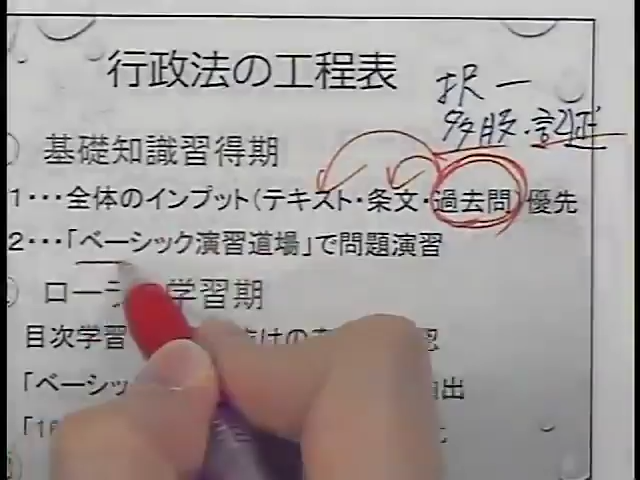 行政法の工程表
択一
多肢・記述
基礎知識習得期
1・・・全体のインプット(テキスト・条文・過去問)優先
2・・・「ベーシック演習道場」で問題演習
ローラ学習期
目次学習
「ベーシッ 出
「1